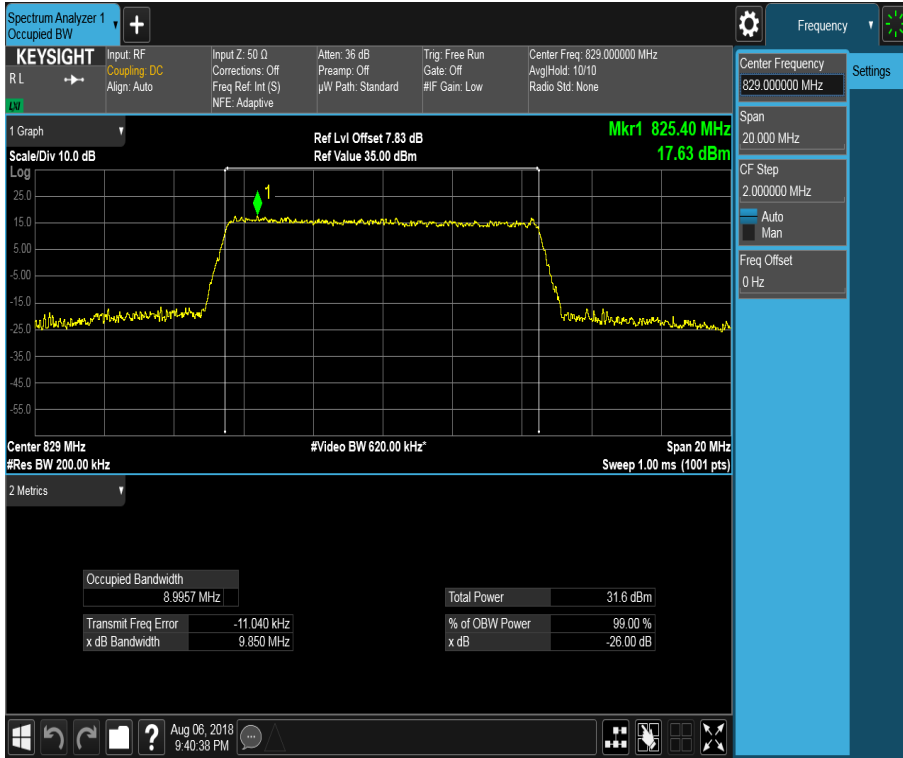 Spectrum Analyzer 1
Occupied BW
+
Frequency
KEYSIGHT
R L
LXI
Input: RF
Coupling: DC
Align: Auto
Input Z: 50 Ω
Corrections: Off
Freq Ref: Int (S)
NFE: Adaptive
Atten: 36 dB
Preamp: Off
µW Path: Standard
Trig: Free Run
Gate: Off
#IF Gain: Low
Center Freq: 829.000000 MHz
Avg|Hold: 10/10
Radio Std: None
Center Frequency
829.000000 MHz
Settings
Span
20.000 MHz
CF Step
2.000000 MHz
Auto
Man
Freq Offset
0 Hz
1 Graph
Scale/Div 10.0 dB
Ref Lvl Offset 7.83 dB
Ref Value 35.00 dBm
Mkr1 825.40 MHz
17.63 dBm
Log
25.0
15.0
5.00
-5.00
-15.0
-25.0
-35.0
-45.0
-55.0
1
Center 829 MHz
#Res BW 200.00 kHz
#Video BW 620.00 kHz*
Span 20 MHz
Sweep 1.00 ms (1001 pts)
2 Metrics
Occupied Bandwidth
8.9957 MHz
Transmit Freq Error -11.040 kHz
x dB Bandwidth 9.850 MHz
Total Power 31.6 dBm
% of OBW Power 99.00 %
x dB -26.00 dB
?
Aug 06, 2018
9:40:38 PM